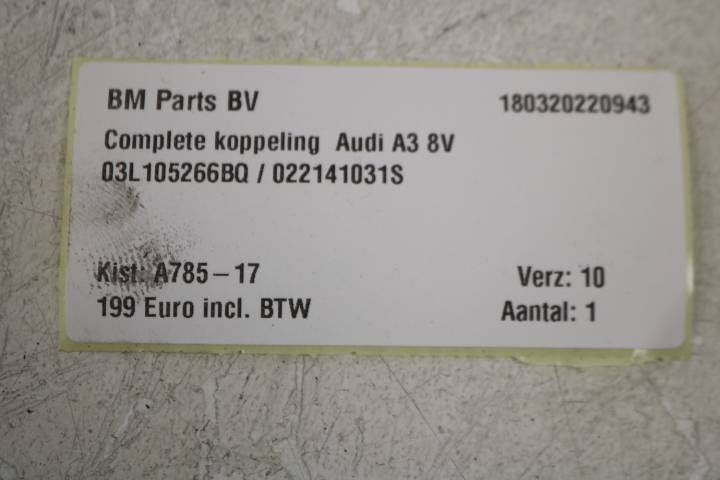 BM Parts BV 180320220943
Complete koppeling Audi A3 8V
03L105266BQ / 022141031S
Kist: A785-17 Verz: 10
199 Euro incl. BTW Aantal: 1